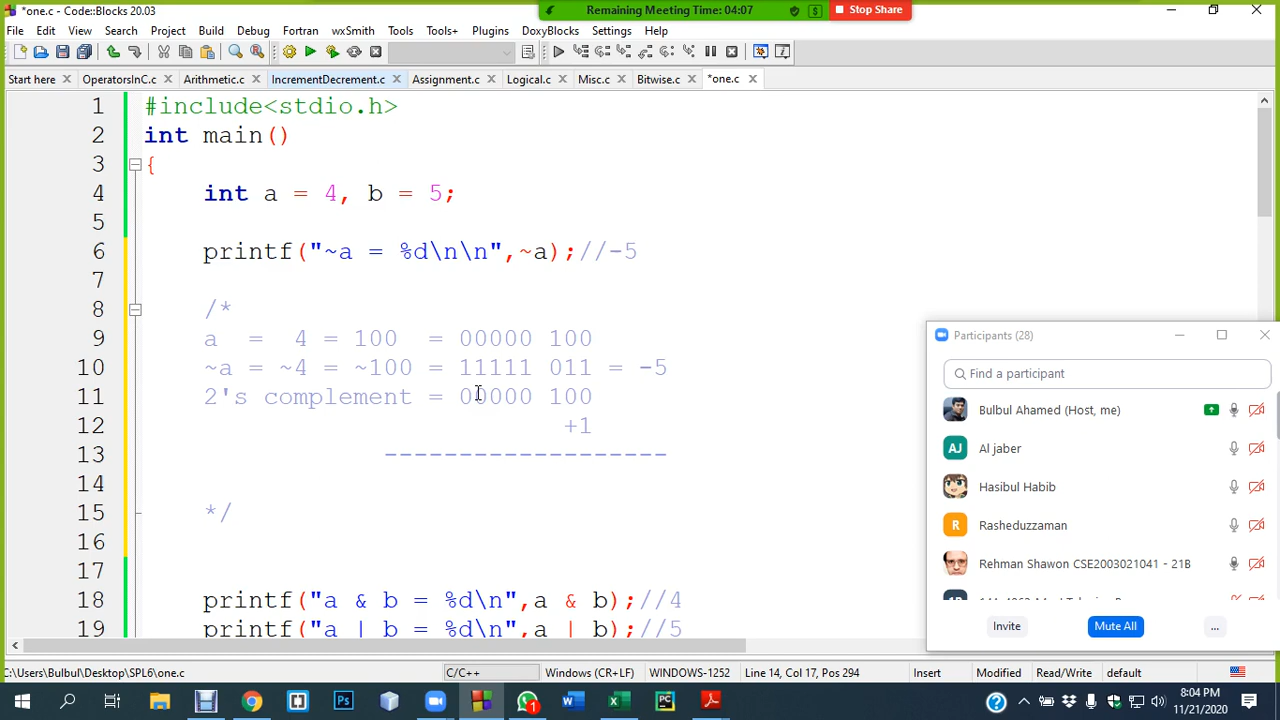 *one.c - Code::Blocks 20.03
Remaining Meeting Time: 04:07
Stop Share
File Edit View Search Project Build Debug Fortran wxSmith Tools Tools+ Plugins DoxyBlocks Settings Help
Start here OperatorsInC.c Arithmetic.c IncrementDecrement.c Assignment.c Logical.c Misc.c Bitwise.c *one.c
1 #include<stdio.h>
2 int main()
3 {
4 int a = 4, b = 5;
5
6 printf("~a = %d\n\n",~a);//-5
7
8 /*
9 a = 4 = 100 = 00000 100
10 ~a = ~4 = ~100 = 11111 011 = -5
11 2's complement = 00000 100
12 +1
13 -------------------
14
15 */
16
17
18 printf("a & b = %d\n",a & b);//4
19 printf("a | b = %d\n",a | b);//5
Participants (28)
Find a participant
Bulbul Ahamed (Host, me)
AJ Al jaber
Hasibul Habib
R Rasheduzzaman
Rehman Shawon CSE2003021041 - 21B
Invite Mute All ...
C:\Users\Bulbul\Desktop\SPL6\one.c C/C++ Windows (CR+LF) WINDOWS-1252 Line 14, Col 17, Pos 294 Insert Modified Read/Write default
8:04 PM
11/21/2020